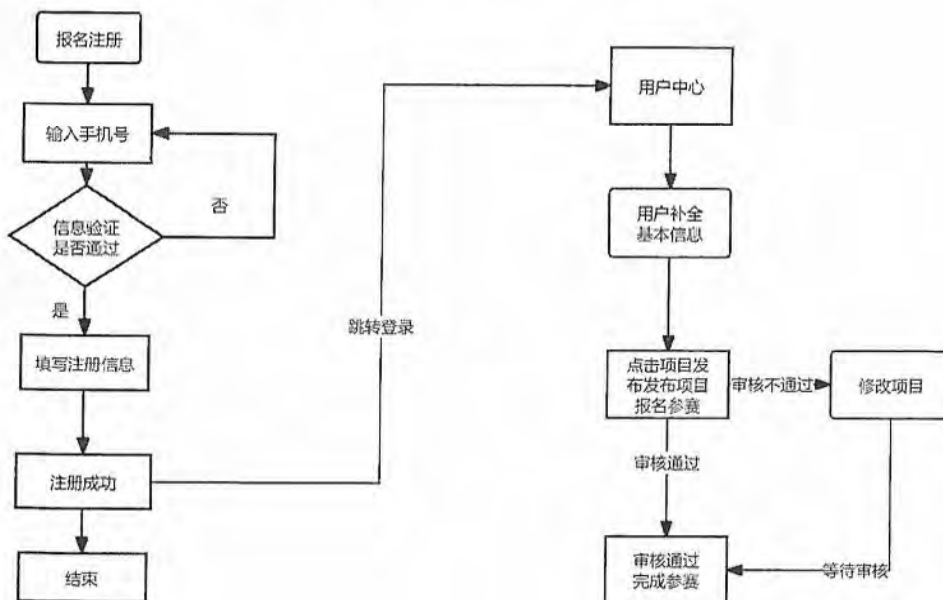 报名注册
输入手机号
否
信息验证
是否通过
是
填写注册信息
注册成功
结束
跳转登录
用户中心
用户补全
基本信息
点击项目发
布发布项目
报名参赛
审核不通过
修改项目
审核通过
审核通过
完成参赛
等待审核